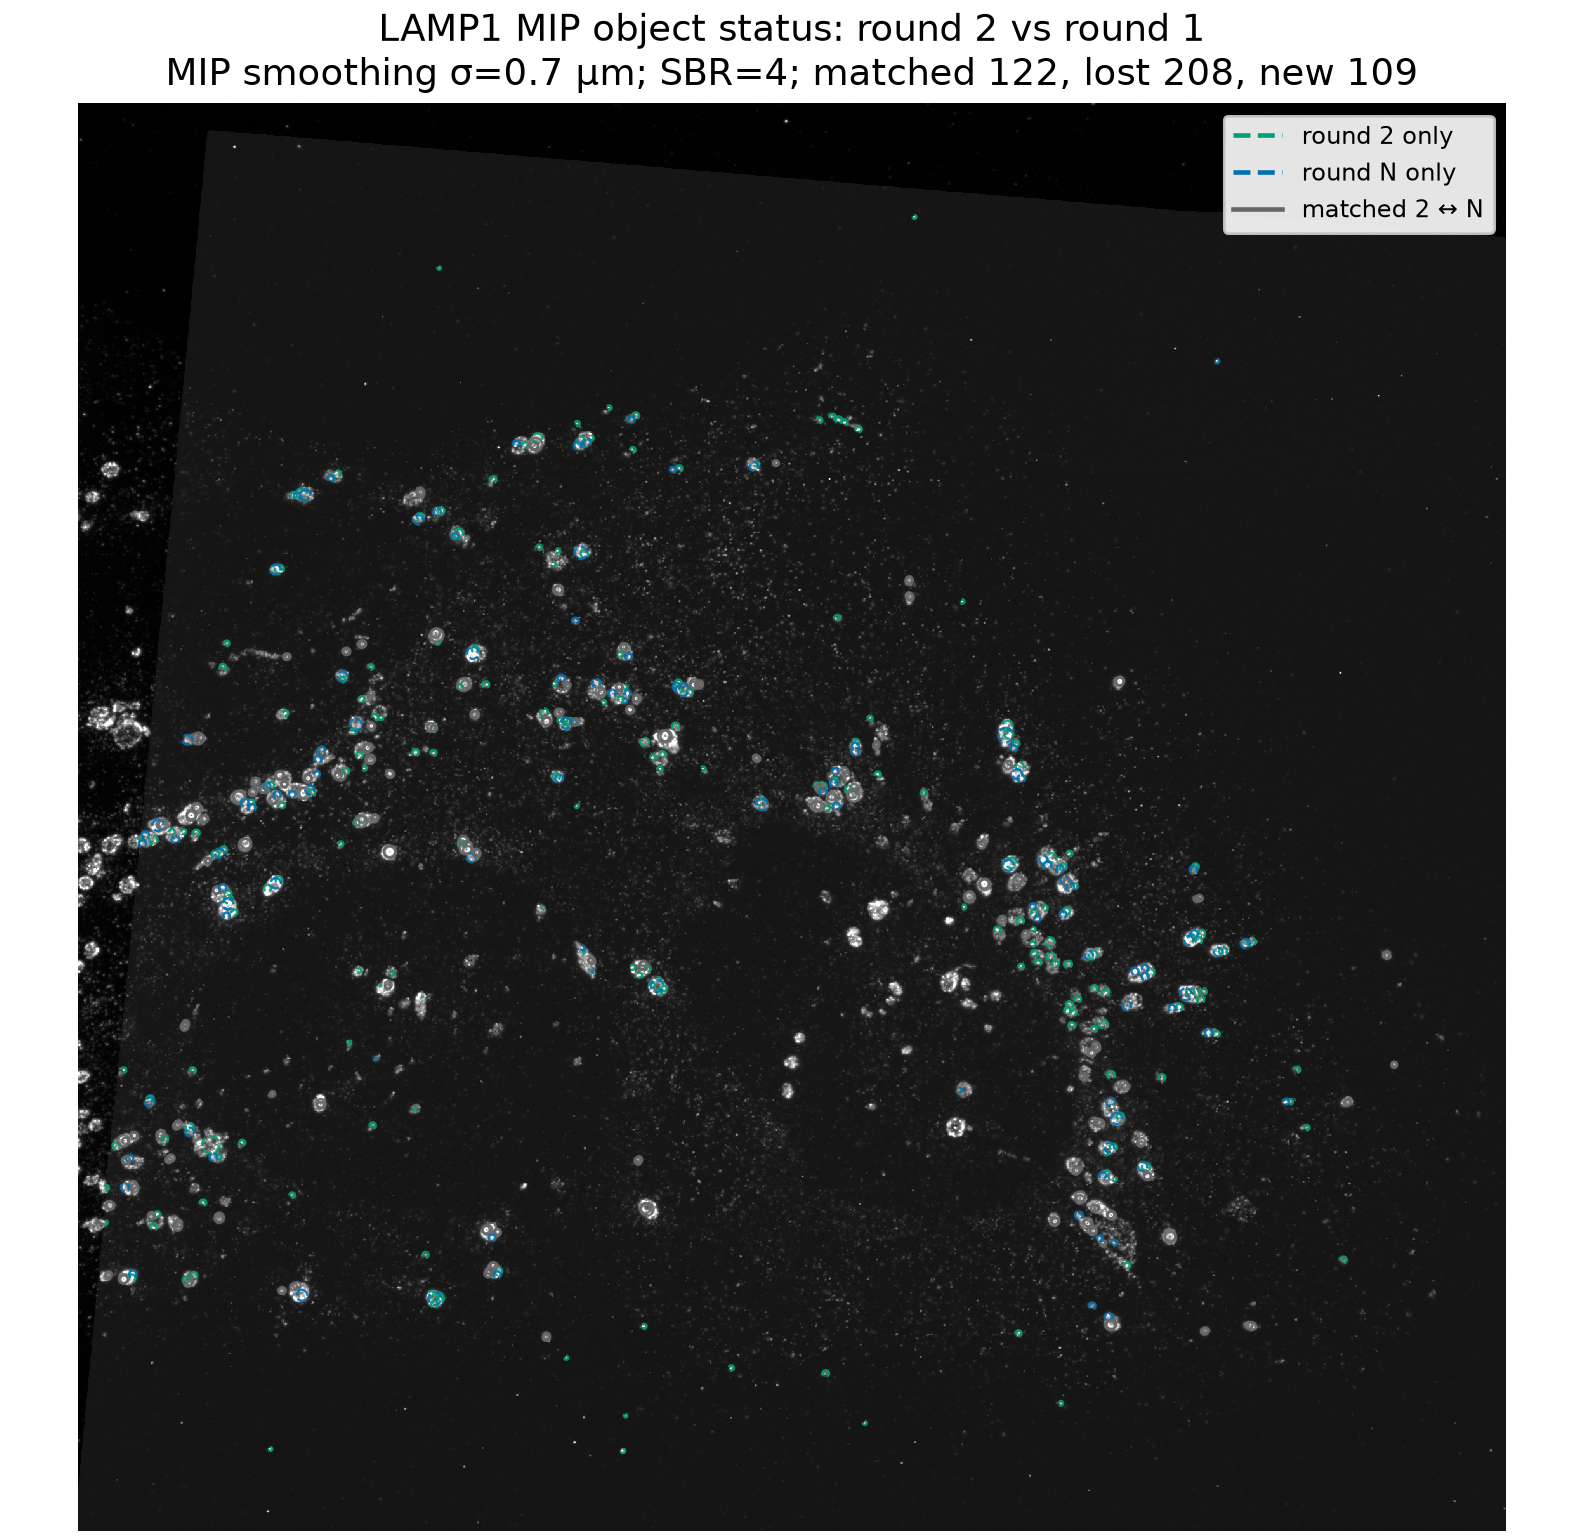 LAMP1 MIP object status: round 2 vs round 1
MIP smoothing σ=0.7 μm; SBR=4; matched 122, lost 208, new 109
round 2 only
round N only
matched 2 ↔ N